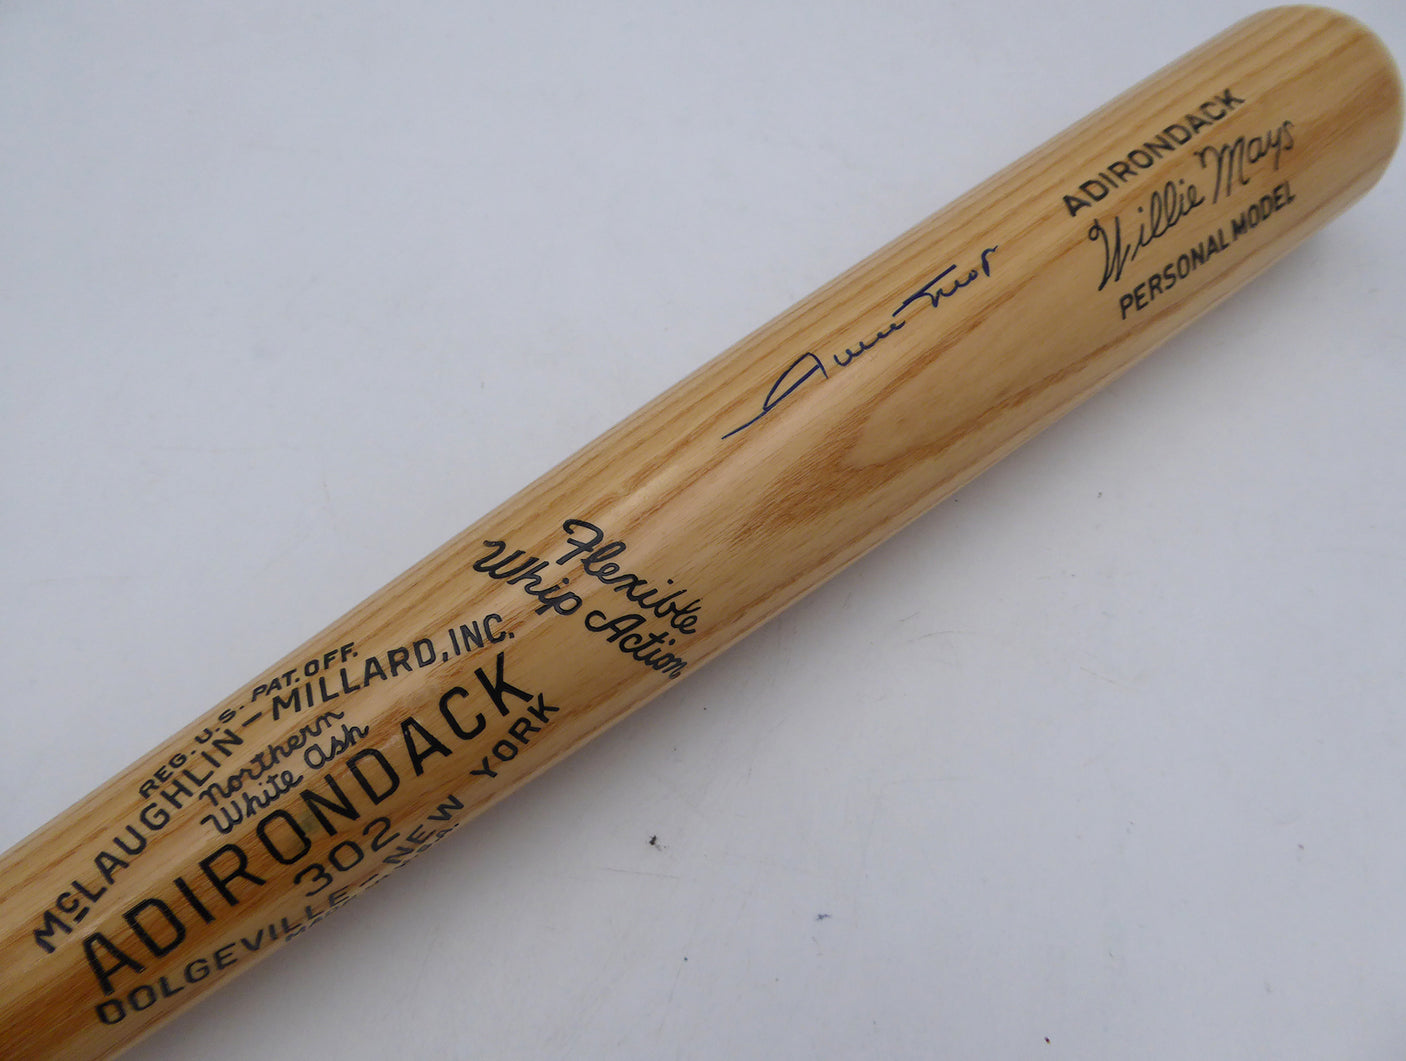 ADIRONDACK
Willie Mays
PERSONAL MODEL
Flexible
Whip Action
REG. U.S. PAT. OFF.
McLAUGHLIN-MILLARD, INC.
Northern
White Ash
ADIRONDACK
302
DOLGEVILLE-NEW YORK